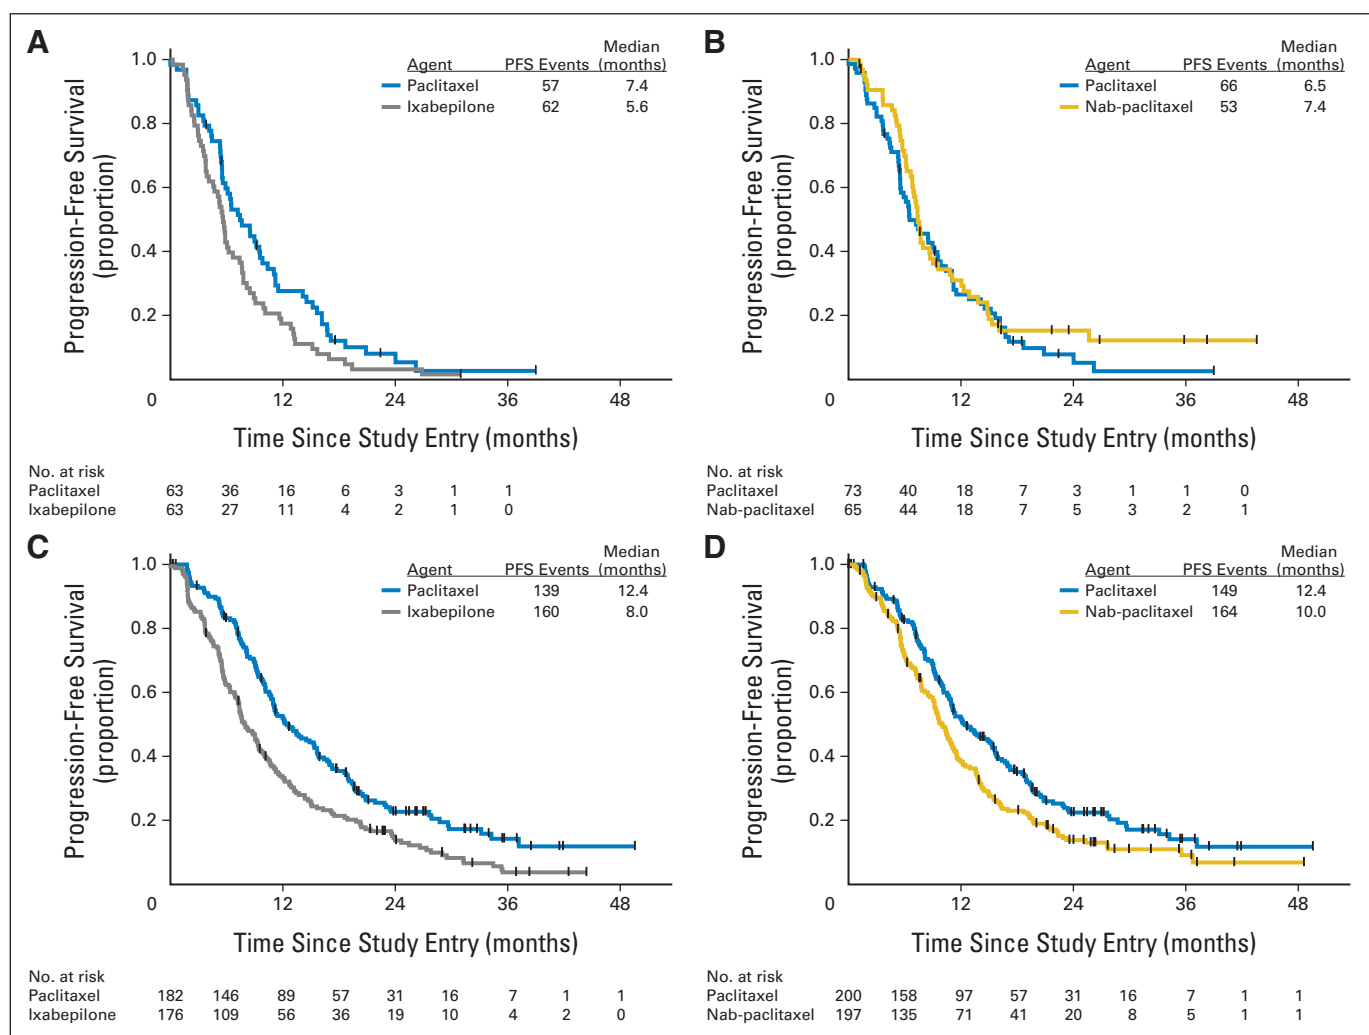 A
Progression-Free Survival
(proportion)
1.0
0.8
0.6
0.4
0.2
0
12
24
36
48
Time Since Study Entry (months)
Agent PFS Events Median (months)
Paclitaxel 57 7.4
Ixabepilone 62 5.6
No. at risk
Paclitaxel 63 36 16 6 3 1 1
Ixabepilone 63 27 11 4 2 1 0
B
Progression-Free Survival
(proportion)
1.0
0.8
0.6
0.4
0.2
0
12
24
36
48
Time Since Study Entry (months)
Agent PFS Events Median (months)
Paclitaxel 66 6.5
Nab-paclitaxel 53 7.4
No. at risk
Paclitaxel 73 40 18 7 3 1 1 0
Nab-paclitaxel 65 44 18 7 5 3 2 1
C
Progression-Free Survival
(proportion)
1.0
0.8
0.6
0.4
0.2
0
12
24
36
48
Time Since Study Entry (months)
Agent PFS Events Median (months)
Paclitaxel 139 12.4
Ixabepilone 160 8.0
No. at risk
Paclitaxel 182 146 89 57 31 16 7 1 1
Ixabepilone 176 109 56 36 19 10 4 2 0
D
Progression-Free Survival
(proportion)
1.0
0.8
0.6
0.4
0.2
0
12
24
36
48
Time Since Study Entry (months)
Agent PFS Events Median (months)
Paclitaxel 149 12.4
Nab-paclitaxel 164 10.0
No. at risk
Paclitaxel 200 158 97 57 31 16 7 1 1
Nab-paclitaxel 197 135 71 41 20 8 5 1 1